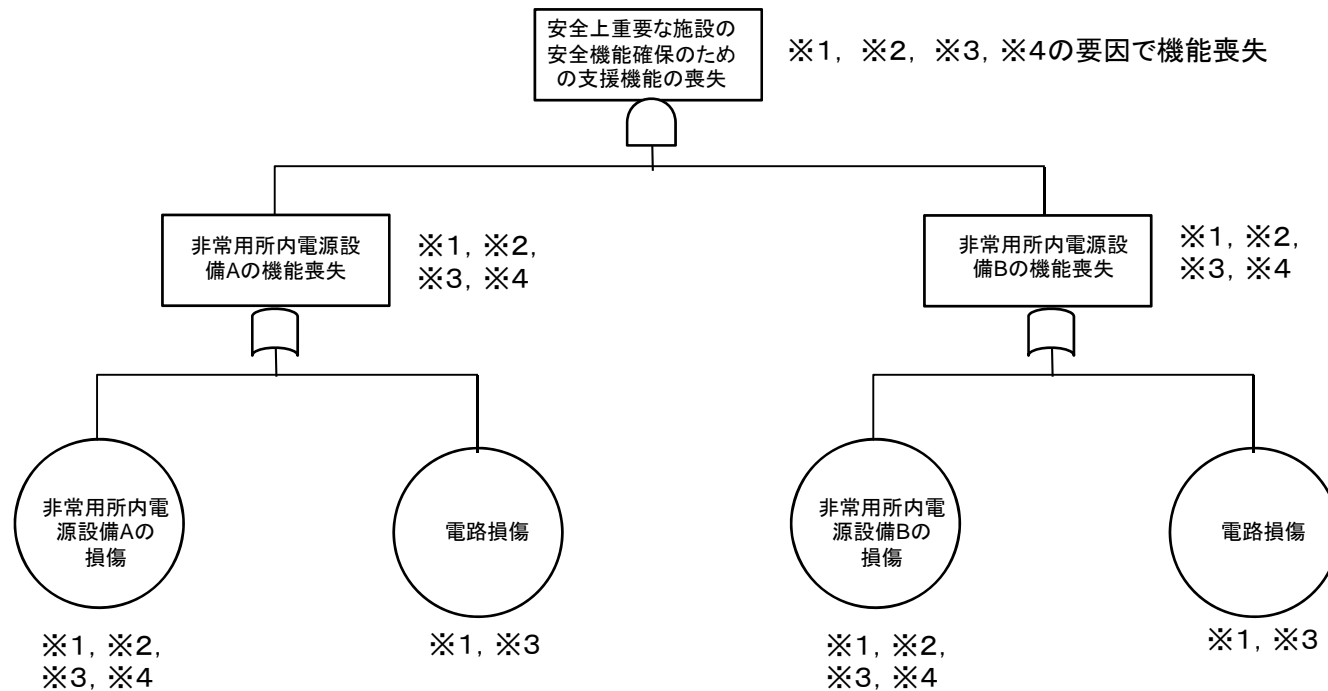 安全上重要な施設の
安全機能確保のため
の支援機能の喪失
※1，※2，※3，※4の要因で機能喪失
非常用所内電源設
備Aの機能喪失
※1，※2，
※3，※4
非常用所内電源設
備Bの機能喪失
※1，※2，
※3，※4
非常用所内電
源設備Aの
損傷
電路損傷
非常用所内電
源設備Bの
損傷
電路損傷
※1，※2，
※3，※4
※1，※3
※1，※2，
※3，※4
※1，※3